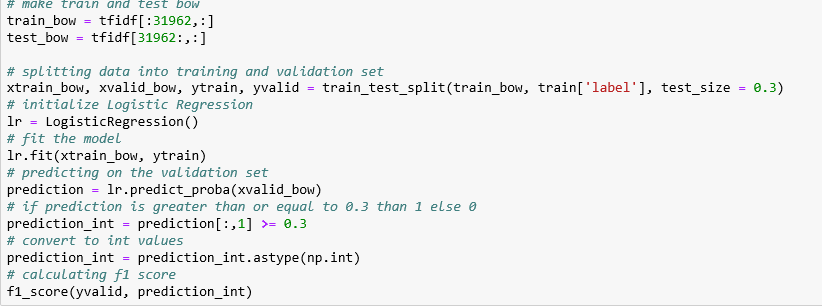 # make train and test bow
train_bow = tfidf[:31962,:]
test_bow = tfidf[31962:,:]
# splitting data into training and validation set
xtrain_bow, xvalid_bow, ytrain, yvalid = train_test_split(train_bow, train['label'], test_size = 0.3)
# initialize Logistic Regression
lr = LogisticRegression()
# fit the model
lr.fit(xtrain_bow, ytrain)
# predicting on the validation set
prediction = lr.predict_proba(xvalid_bow)
# if prediction is greater than or equal to 0.3 than 1 else 0
prediction_int = prediction[:,1] >= 0.3
# convert to int values
prediction_int = prediction_int.astype(np.int)
# calculating f1 score
f1_score(yvalid, prediction_int)